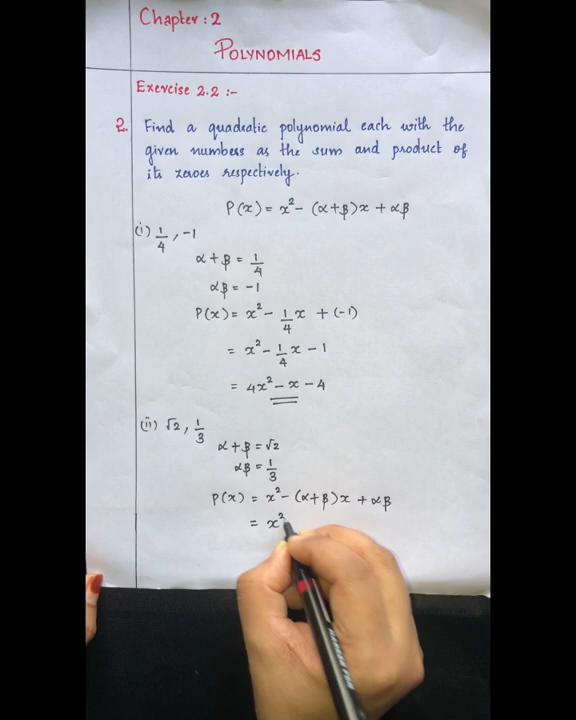 Chapter : 2
POLYNOMIALS
Exercise 2.2 :-
2. Find a quadratic polynomial each with the
given numbers as the sum and product of
its zeroes respectively.
P(x) = x² - (α+β)x + αβ
(i) 1/4, -1
α + β = 1/4
αβ = -1
P(x) = x² - 1/4 x + (-1)
= x² - 1/4 x - 1
= 4x² - x - 4
(ii) √2, 1/3
α + β = √2
αβ = 1/3
P(x) = x² - (α+β)x + αβ
= x²